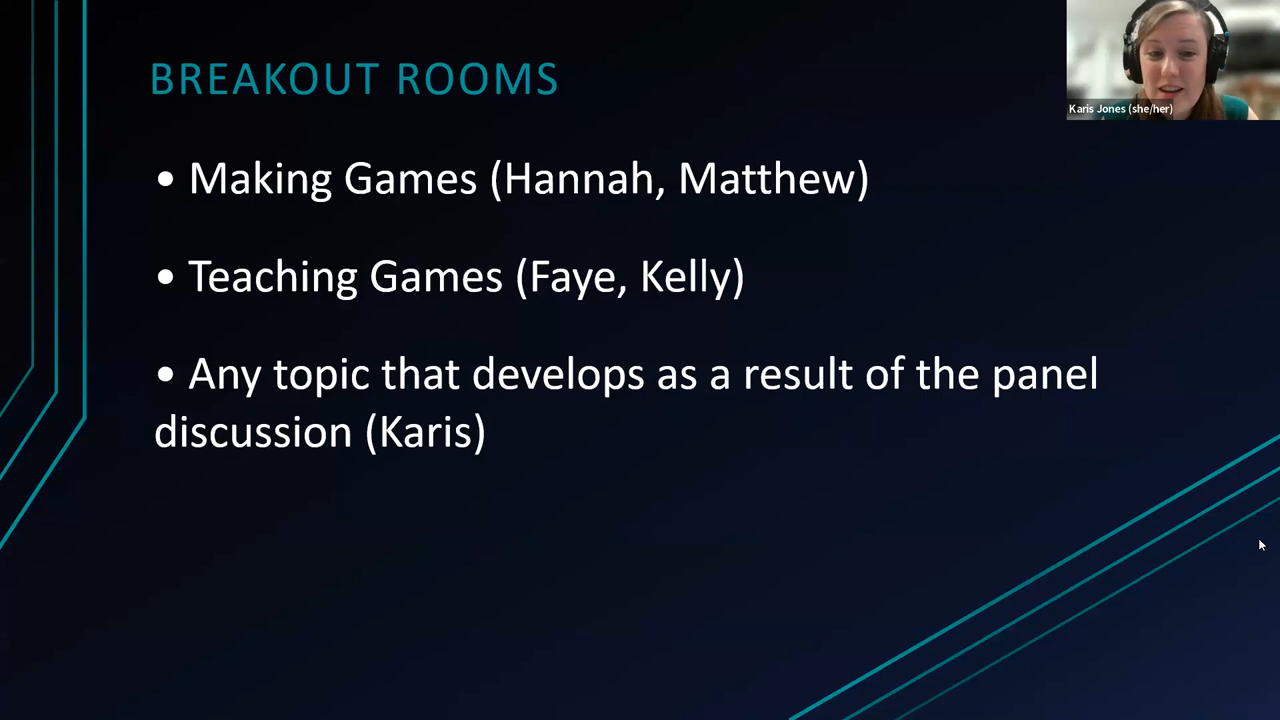 BREAKOUT ROOMS
Karis Jones (she/her)
• Making Games (Hannah, Matthew)
• Teaching Games (Faye, Kelly)
• Any topic that develops as a result of the panel
discussion (Karis)